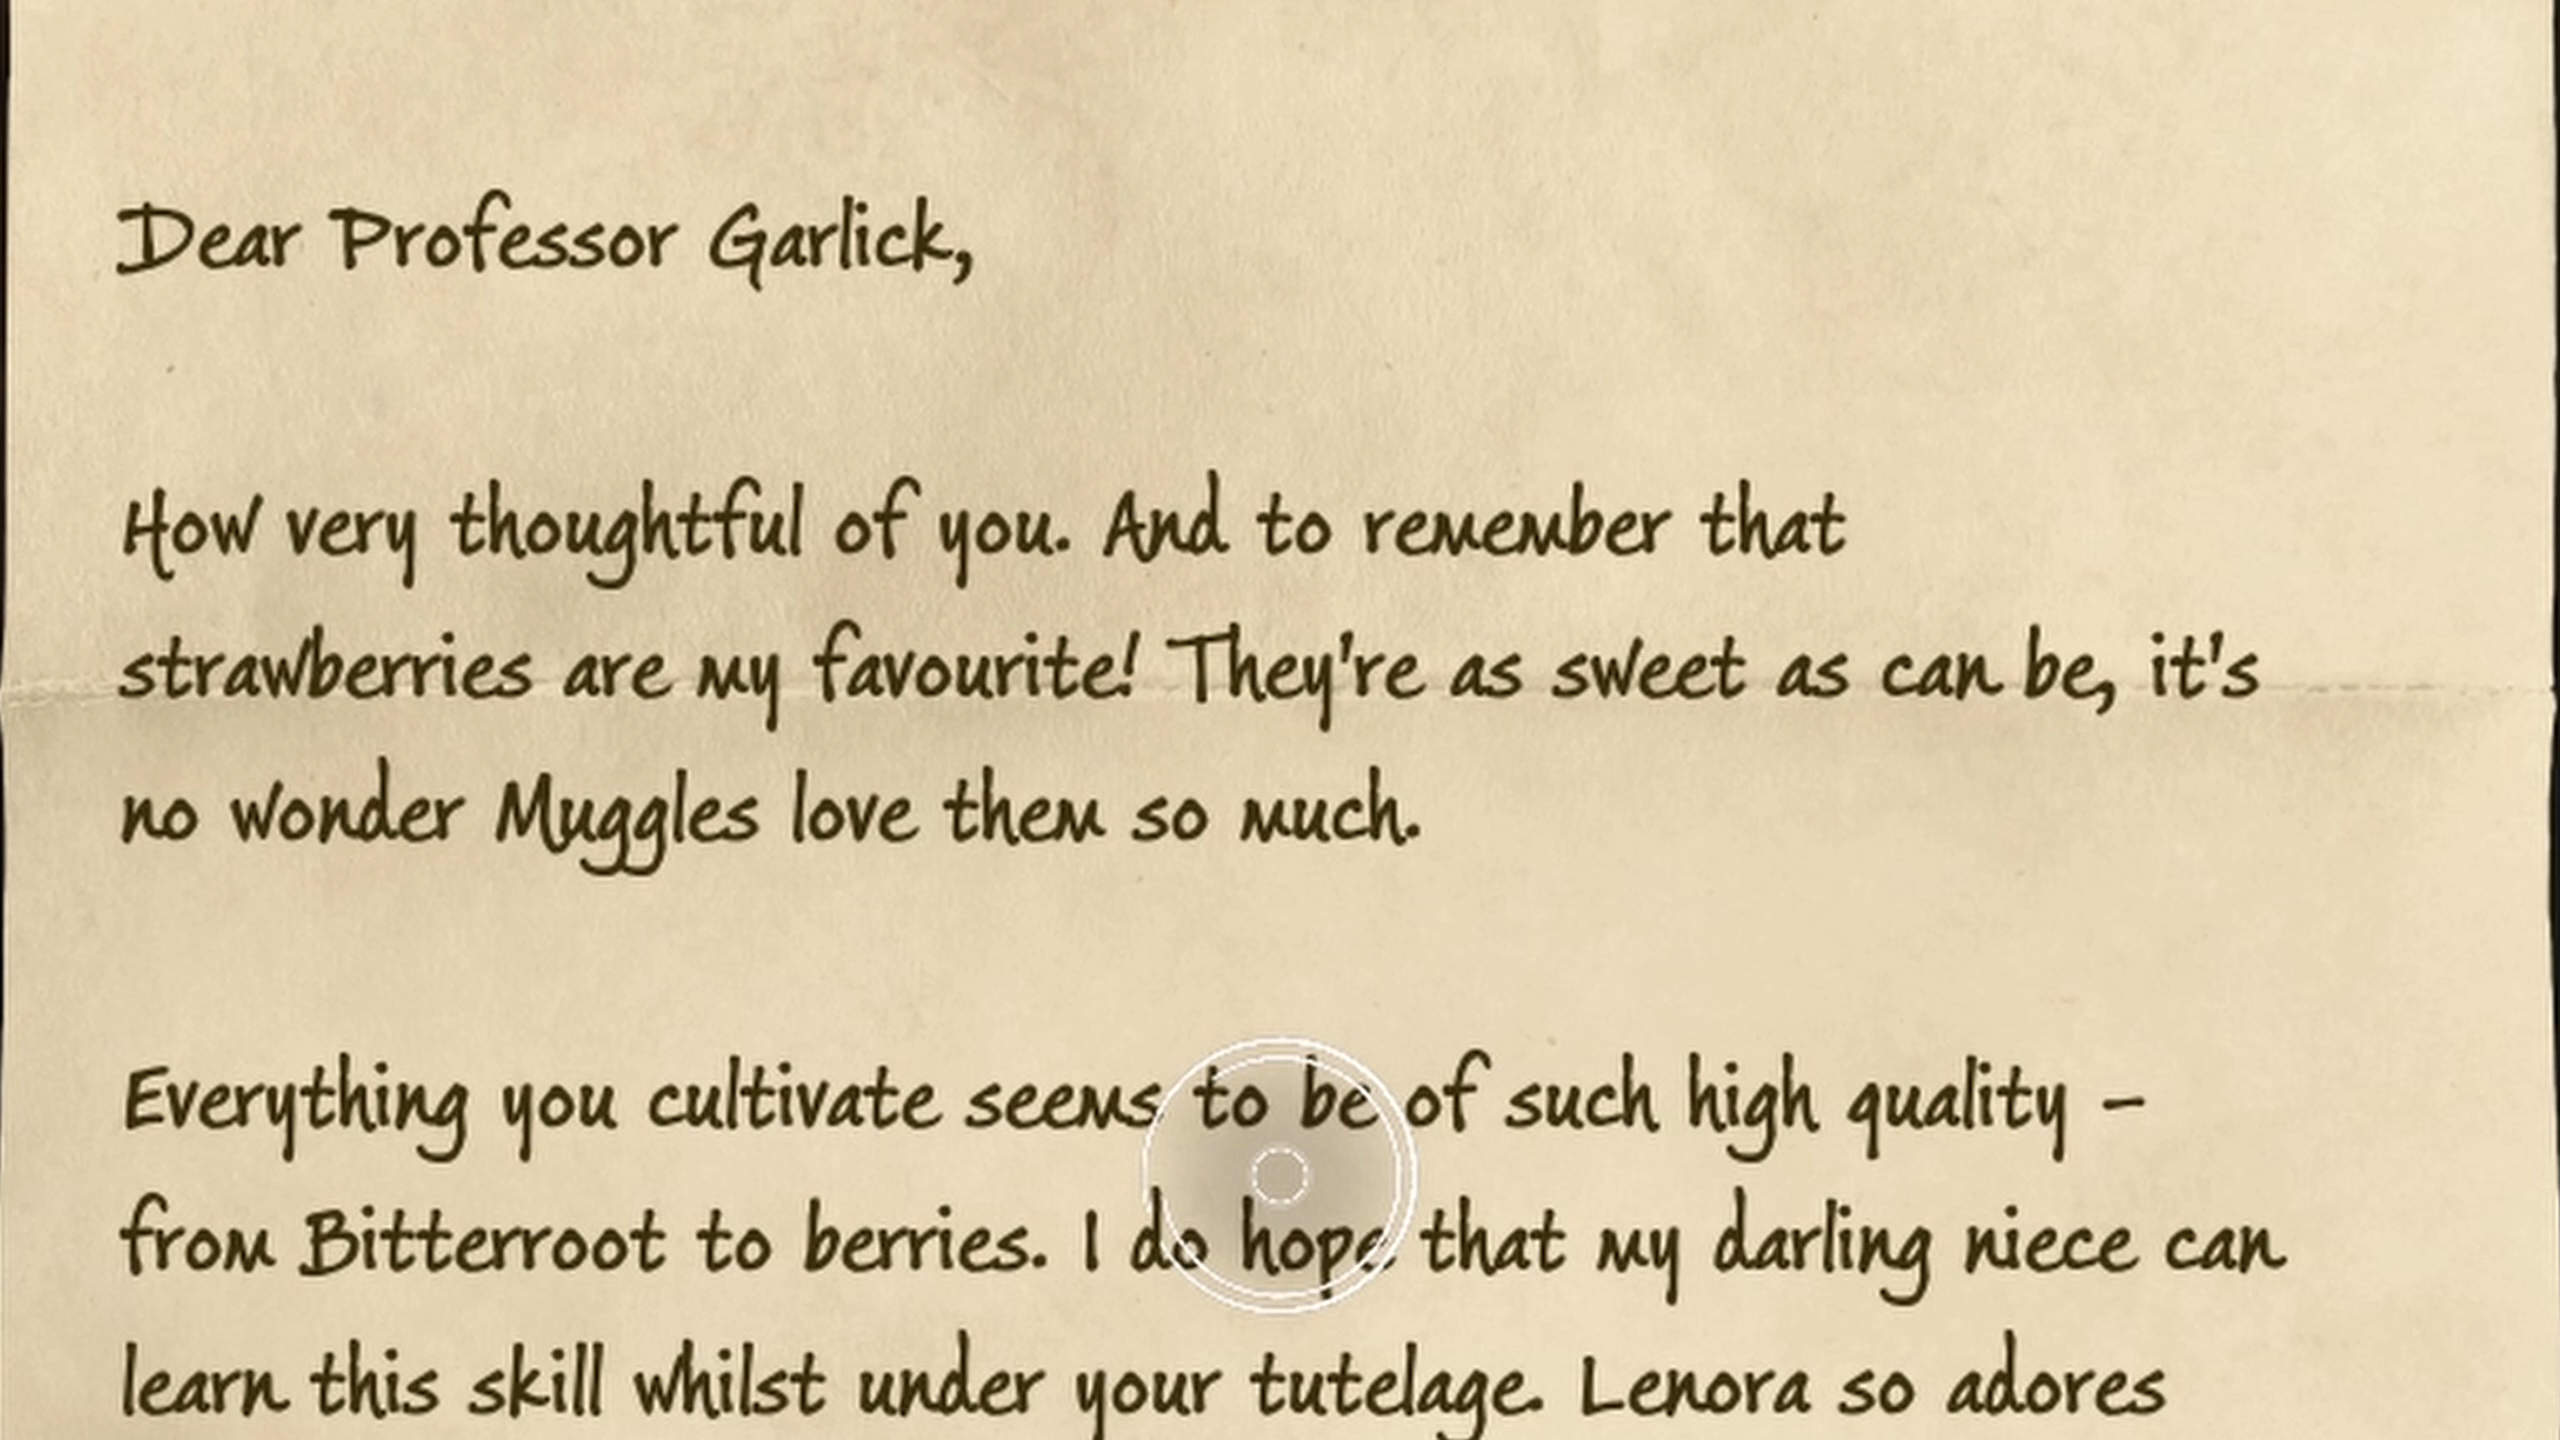 Dear Professor Garlick,
How very thoughtful of you. And to remember that
strawberries are my favourite! They're as sweet as can be, it's
no wonder Muggles love them so much.
Everything you cultivate seems to be of such high quality –
from Bitterroot to berries. I do hope that my darling niece can
learn this skill whilst under your tutelage. Lenora so adores